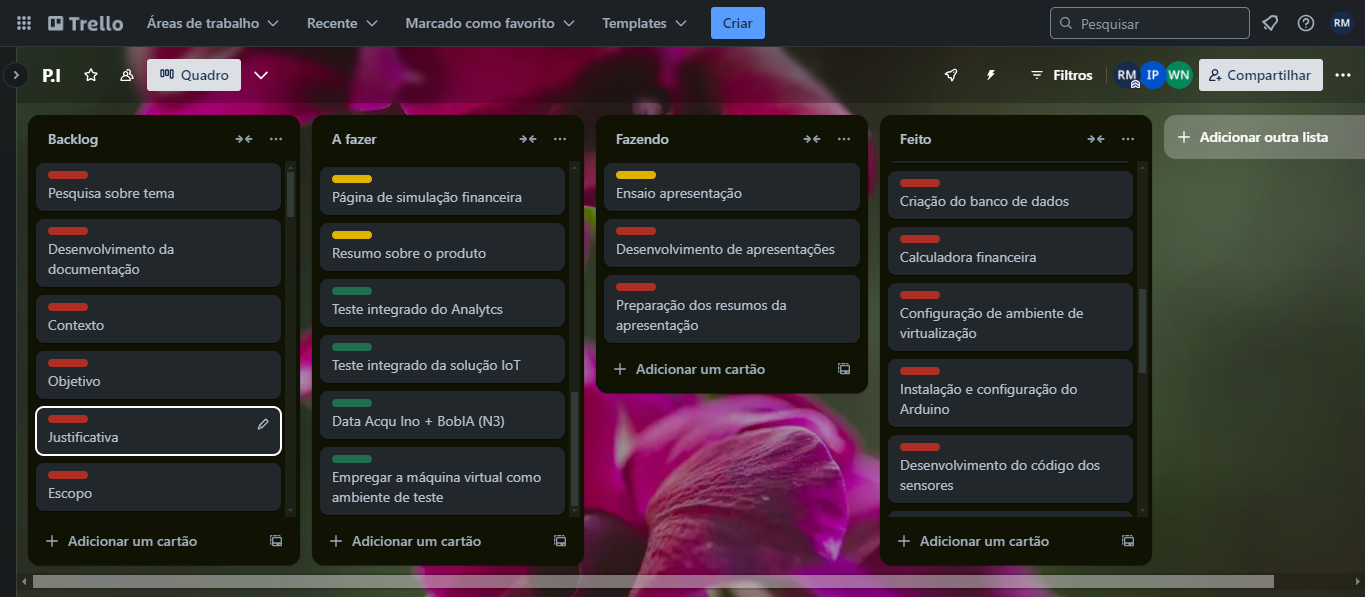 Trello
Áreas de trabalho
Recente
Marcado como favorito
Templates
Criar
Pesquisar
RM
P.I
Quadro
Filtros
RM
IP
WN
Compartilhar
Backlog
Pesquisa sobre tema
Desenvolvimento da
documentação
Contexto
Objetivo
Justificativa
Escopo
Adicionar um cartão
A fazer
Página de simulação financeira
Resumo sobre o produto
Teste integrado do Analytcs
Teste integrado da solução IoT
Data Acqu Ino + BobIA (N3)
Empregar a máquina virtual como
ambiente de teste
Adicionar um cartão
Fazendo
Ensaio apresentação
Desenvolvimento de apresentações
Preparação dos resumos da
apresentação
Adicionar um cartão
Feito
Criação do banco de dados
Calculadora financeira
Configuração de ambiente de
virtualização
Instalação e configuração do
Arduino
Desenvolvimento do código dos
sensores
Adicionar um cartão
Adicionar outra lista